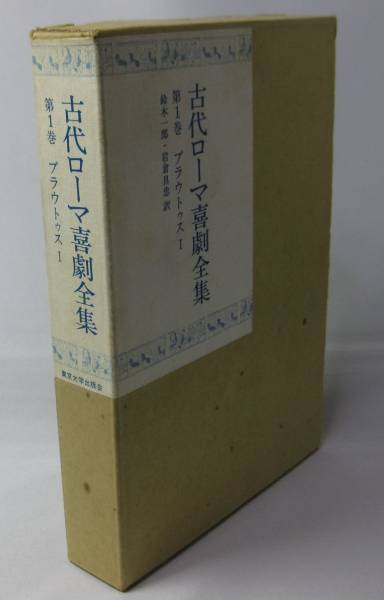 古代ローマ喜劇全集
第1巻 プラウトゥス I
東京大学出版会
古代ローマ喜劇全集
第1巻 プラウトゥス I
鈴木一郎・岩倉具忠 訳